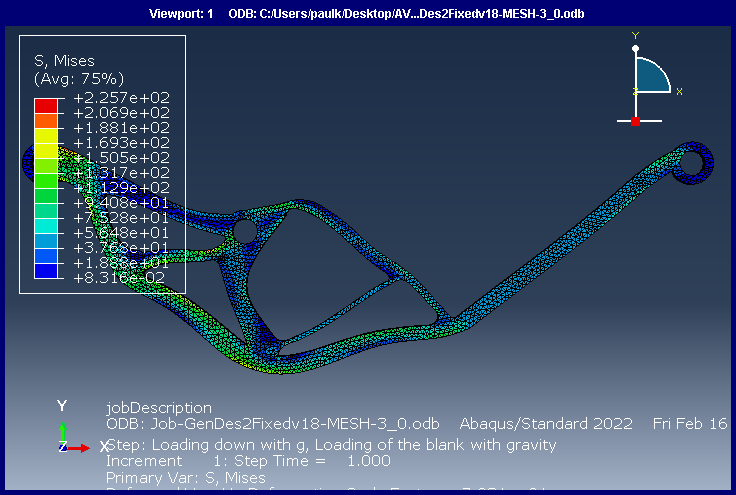 Viewport: 1 ODB: C:/Users/paulk/Desktop/AV...Des2Fixedv18-MESH-3_0.odb
S, Mises
(Avg: 75%)
+2.257e+02
+2.069e+02
+1.881e+02
+1.693e+02
+1.505e+02
+1.317e+02
+1.129e+02
+9.408e+01
+7.528e+01
+5.648e+01
+3.768e+01
+1.888e+01
+8.316e-02
Y
Z X
Y
Z X
jobDescription
ODB: Job-GenDes2Fixedv18-MESH-3_0.odb Abaqus/Standard 2022 Fri Feb 16
Step: Loading down with g, Loading of the blank with gravity
Increment 1: Step Time = 1.000
Primary Var: S, Mises